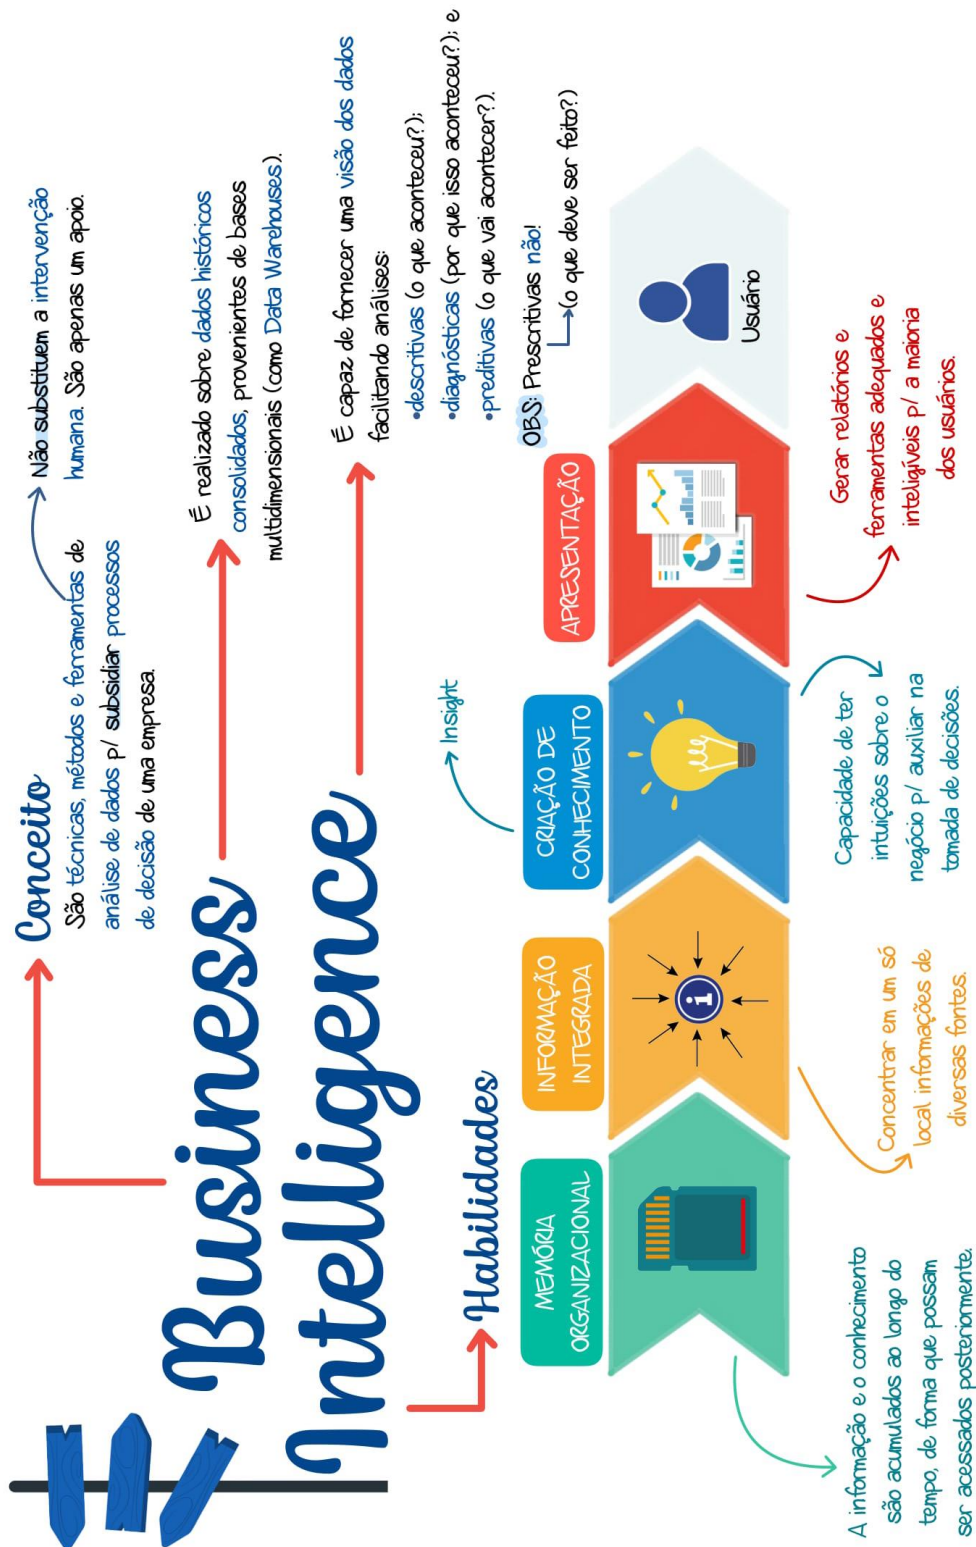 Conceito
São técnicas, métodos e ferramentas de
análise de dados p/ subsidiar processos
de decisão de uma empresa.
Não substituem a intervenção
humana. São apenas um apoio.
Business
Intelligence
É realizado sobre dados históricos
consolidados, provenientes de bases
multidimensionais (como Data Warehouses).
É capaz de fornecer uma visão dos dados
facilitando análises:
•descritivas (o que aconteceu?);
•diagnósticas (por que isso aconteceu?); e
•preditivas (o que vai acontecer?).
OBS: Prescritivas não!
(o que deve ser feito?)
Habilidades
Insight
MEMÓRIA
ORGANIZACIONAL
INFORMAÇÃO
INTEGRADA
CRIAÇÃO DE
CONHECIMENTO
APRESENTAÇÃO
i
Usuário
A informação e o conhecimento
são acumulados ao longo do
tempo, de forma que possam
ser acessados posteriormente.
Concentrar em um só
local informações de
diversas fontes.
Capacidade de ter
intuições sobre o
negócio p/ auxiliar na
tomada de decisões.
Gerar relatórios e
ferramentas adequados e
inteligíveis p/ a maioria
dos usuários.